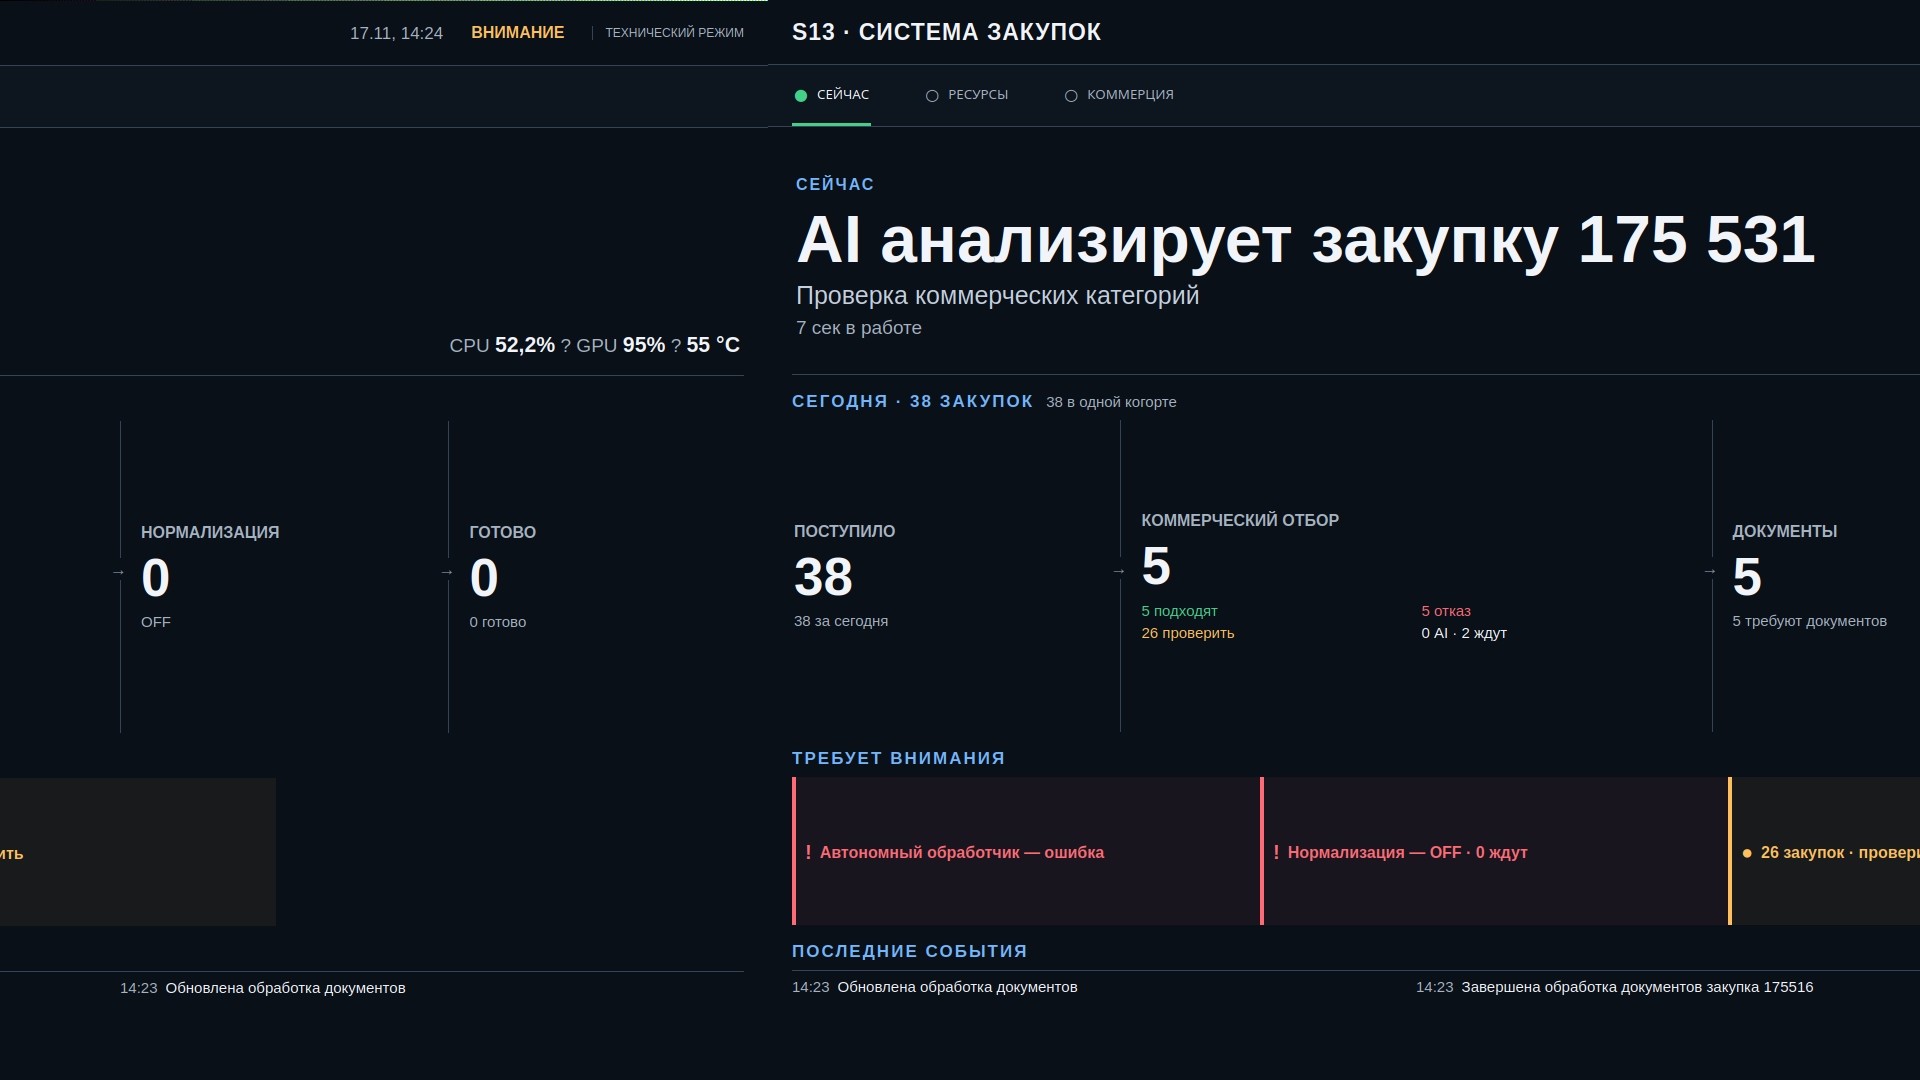 17.11, 14:24 ВНИМАНИЕ ТЕХНИЧЕСКИЙ РЕЖИМ
CPU 52,2% ? GPU 95% ? 55 °C
→ НОРМАЛИЗАЦИЯ
0
OFF
→ ГОТОВО
0
0 готово
ить
14:23 Обновлена обработка документов
S13 · СИСТЕМА ЗАКУПОК
СЕЙЧАС РЕСУРСЫ КОММЕРЦИЯ
СЕЙЧАС
AI анализирует закупку 175 531
Проверка коммерческих категорий
7 сек в работе
СЕГОДНЯ · 38 ЗАКУПОК 38 в одной когорте
ПОСТУПИЛО
38
38 за сегодня
→ КОММЕРЧЕСКИЙ ОТБОР
5
5 подходят 5 отказ
26 проверить 0 AI · 2 ждут
→ ДОКУМЕНТЫ
5
5 требуют документов
ТРЕБУЕТ ВНИМАНИЯ
! Автономный обработчик — ошибка
! Нормализация — OFF · 0 ждут
● 26 закупок · провери
ПОСЛЕДНИЕ СОБЫТИЯ
14:23 Обновлена обработка документов
14:23 Завершена обработка документов закупка 175516